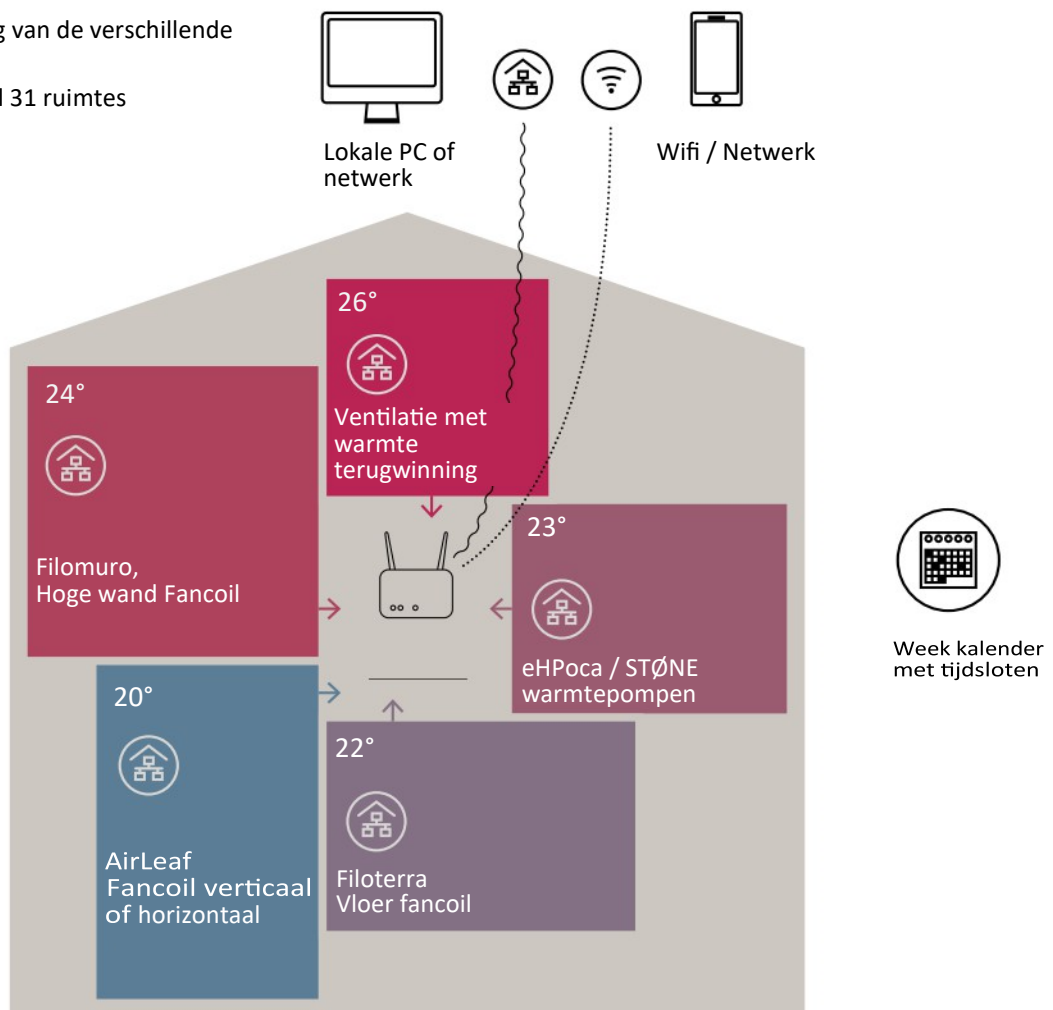 van de verschillende
31 ruimtes
Lokale PC of
netwerk
Wifi / Netwerk
26°
Ventilatie met
warmte
terugwinning
24°
Filomuro,
Hoge wand Fancoil
23°
eHPoca / STØNE
warmtepompen
Week kalender
met tijdsloten
20°
AirLeaf
Fancoil verticaal
of horizontaal
22°
Filoterra
Vloer fancoil